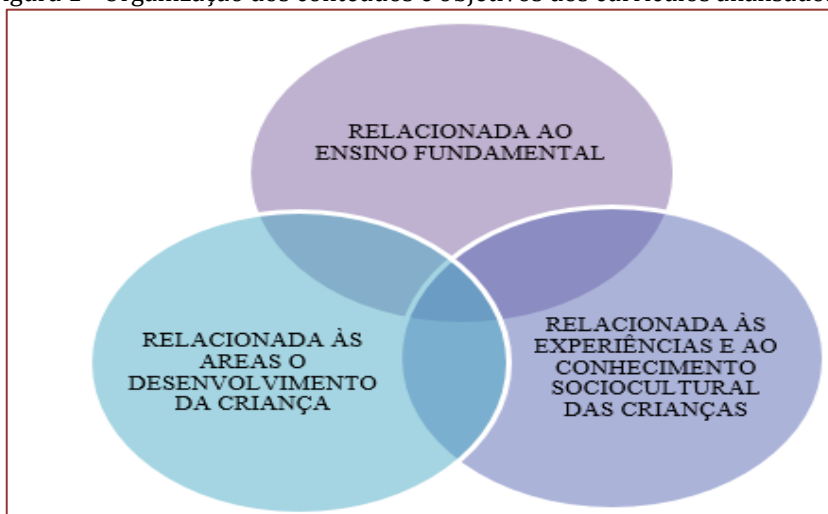 RELACIONADA AO
ENSINO FUNDAMENTAL
RELACIONADA ÀS
AREAS O
DESENVOLVIMENTO
DA CRIANÇA
RELACIONADA ÀS
EXPERIÊNCIAS E AO
CONHECIMENTO
SOCIOCULTURAL
DAS CRIANÇAS